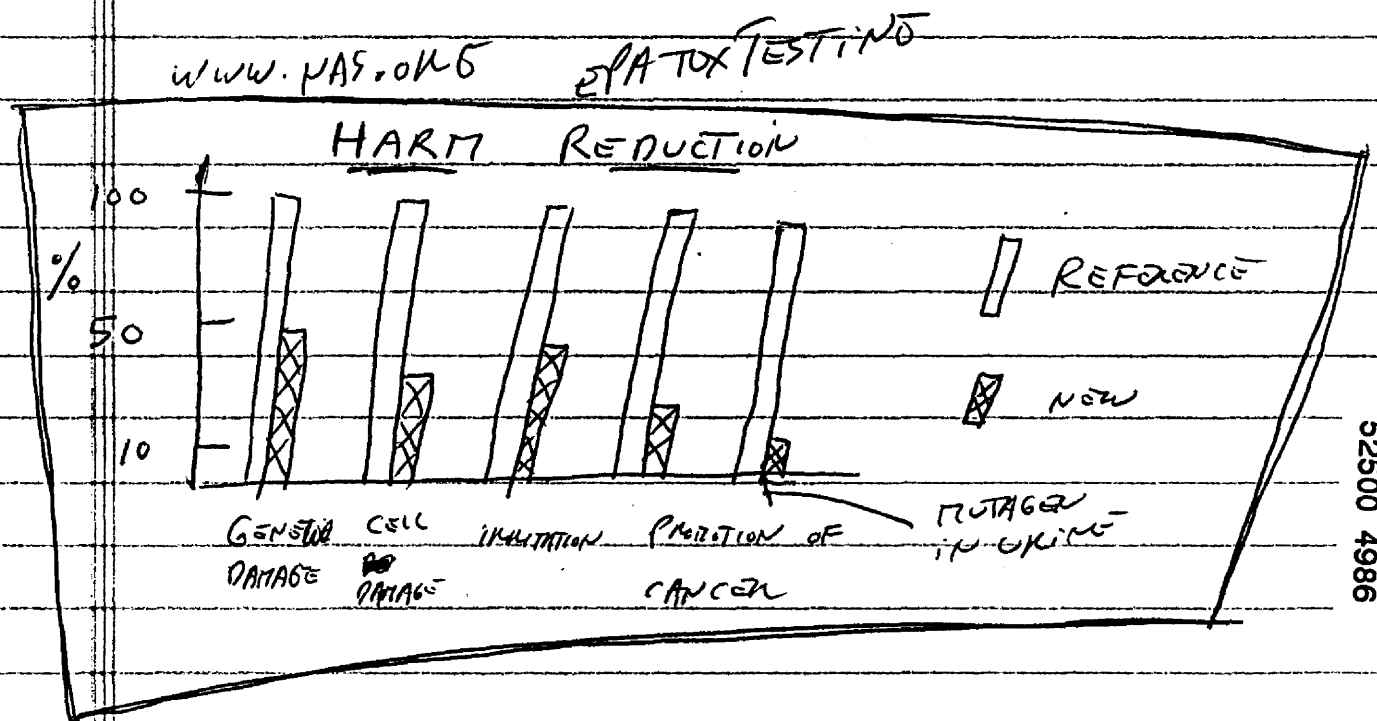 WWW.NAS.ORG EPA TOX TESTING
HARM REDUCTION
100
%
50
10
REFERENCE
NEW
GENETIC DAMAGE
CELL DAMAGE
IRRITATION
PROMOTION OF CANCER
MUTAGEN IN URINE
52500 4986